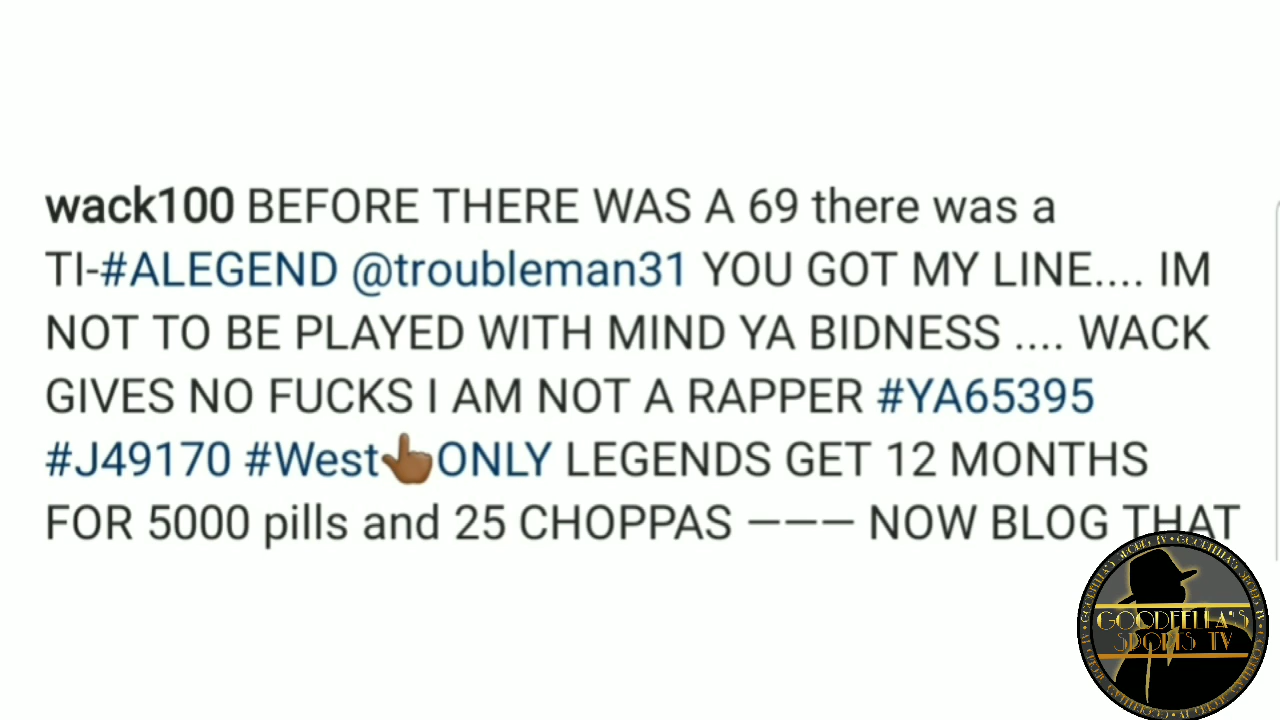 wack100 BEFORE THERE WAS A 69 there was a
TI-#ALEGEND @troubleman31 YOU GOT MY LINE.... IM
NOT TO BE PLAYED WITH MIND YA BIDNESS .... WACK
GIVES NO FUCKS I AM NOT A RAPPER #YA65395
#J49170 #West👆🏾ONLY LEGENDS GET 12 MONTHS
FOR 5000 pills and 25 CHOPPAS ——— NOW BLOG THAT
GOODFELLA'S
SPORTS TV